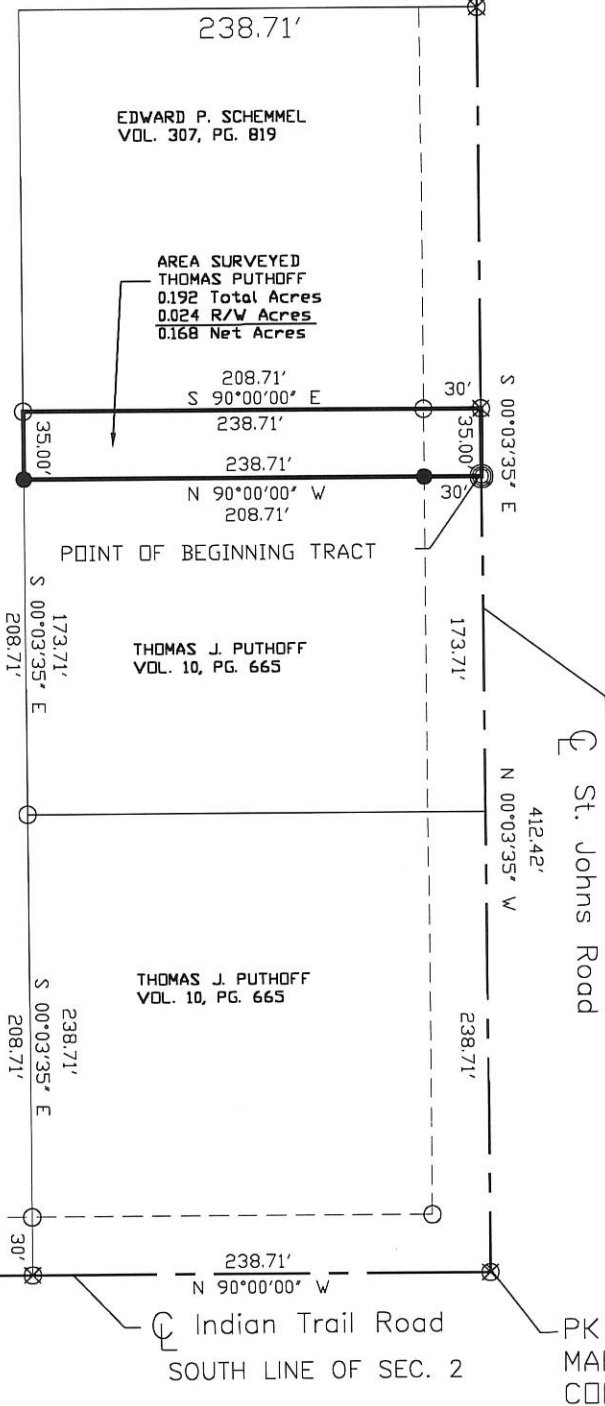 238.71'
EDWARD P. SCHEMMEL
VOL. 307, PG. 819
AREA SURVEYED
THOMAS PUTHOFF
0.192 Total Acres
0.024 R/W Acres
0.168 Net Acres
208.71'
S 90°00'00" E
238.71'
30'
S 00°03'35" E
35.00'
35.00'
238.71'
N 90°00'00" W
208.71'
30'
POINT OF BEGINNING TRACT
173.71'
S 00°03'35" E
208.71'
THOMAS J. PUTHOFF
VOL. 10, PG. 665
173.71'
℄ St. Johns Road
412.42'
N 00°03'35" W
THOMAS J. PUTHOFF
VOL. 10, PG. 665
238.71'
S 00°03'35" E
208.71'
238.71'
30'
238.71'
N 90°00'00" W
℄ Indian Trail Road
SOUTH LINE OF SEC. 2
PK